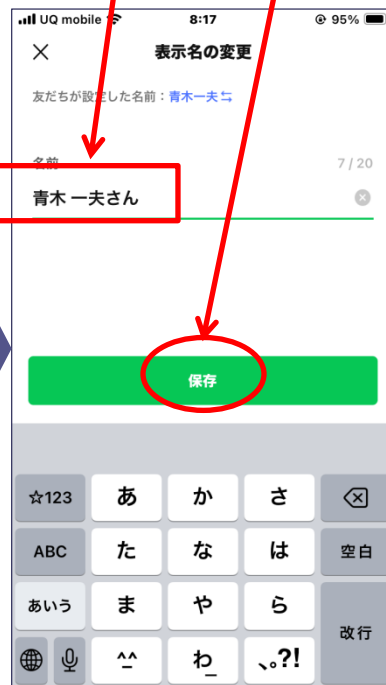 UQ mobile 8:17 95%
表示名の変更
友だちが設定した名前：青木一夫
名前 7 / 20
青木 一夫さん
保存
☆123 あ か さ
ABC た な は 空白
あいう ま や ら
改行
^^ わ 、。?!